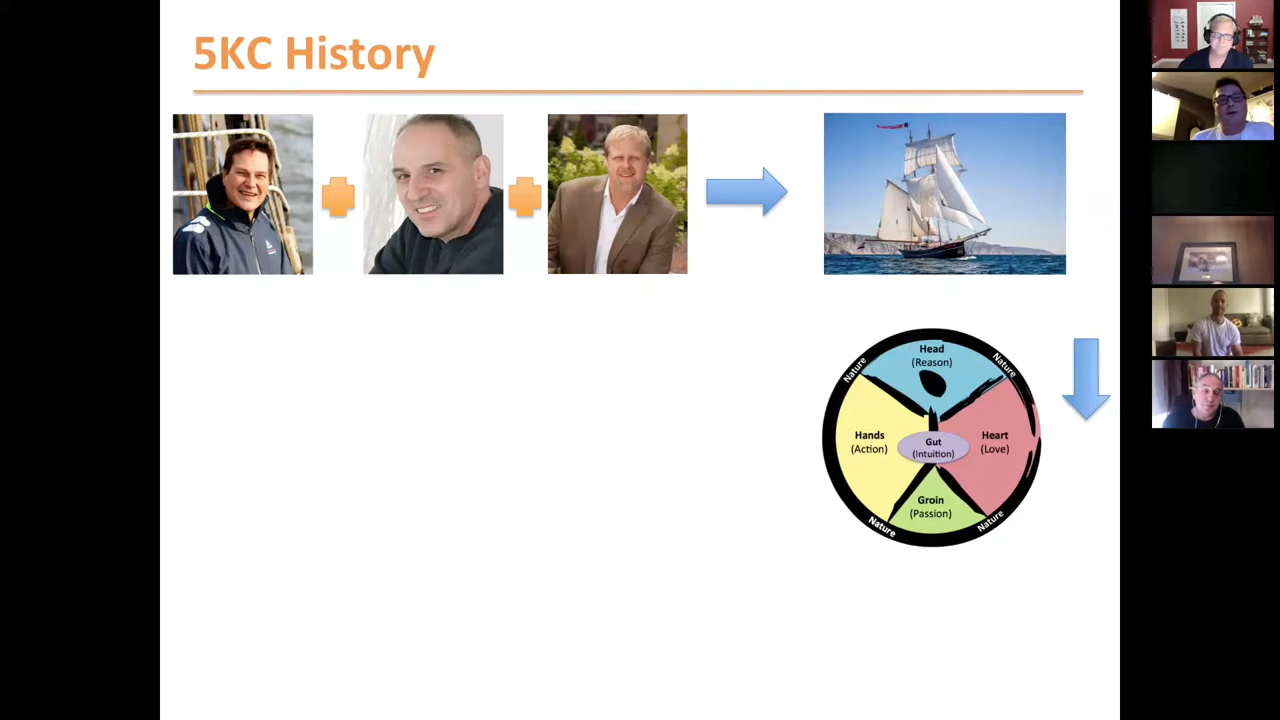 5KC History
Head
(Reason)
Nature
Nature
Hands
(Action)
Gut
(Intuition)
Heart
(Love)
Groin
(Passion)
Nature
Nature